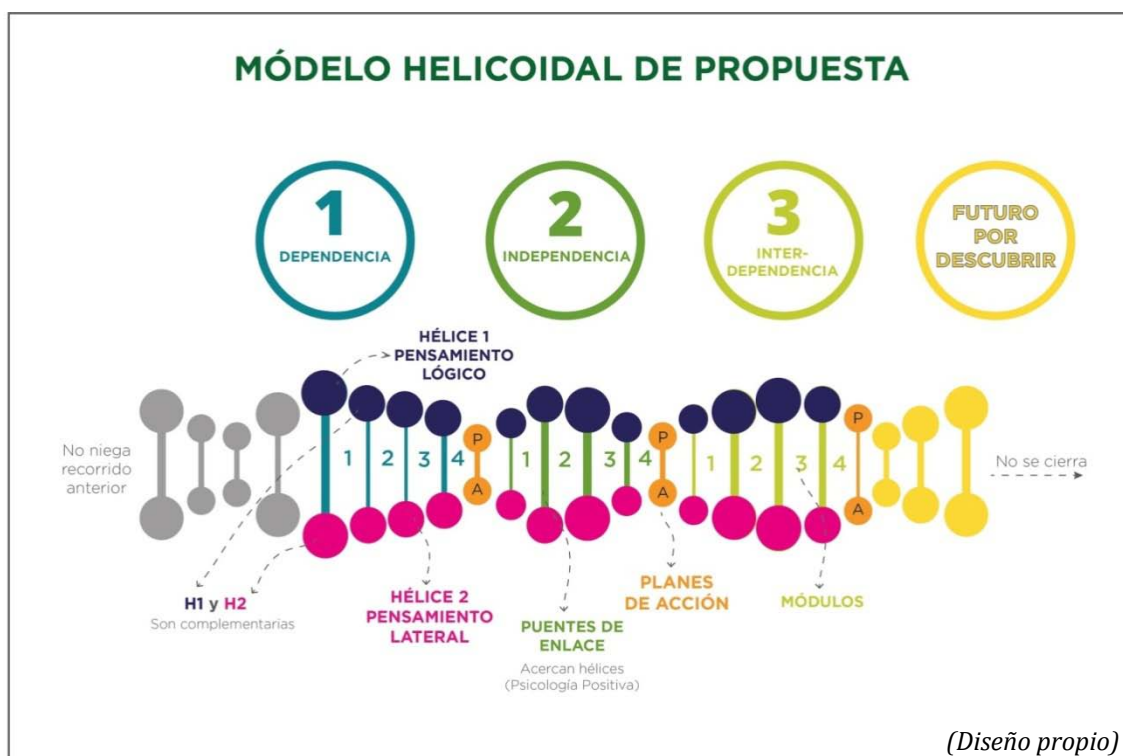 MÓDELO HELICOIDAL DE PROPUESTA
1
DEPENDENCIA
2
INDEPENDENCIA
3
INTER-
DEPENDENCIA
FUTURO
POR
DESCUBRIR
HÉLICE 1
PENSAMIENTO
LÓGICO
No niega
recorrido
anterior
1 2 3 4
P
A
1 2 3 4
P
A
1 2 3 4
P
A
No se cierra
H1 y H2
Son complementarias
HÉLICE 2
PENSAMIENTO
LATERAL
PUENTES DE
ENLACE
Acercan hélices
(Psicología Positiva)
PLANES
DE ACCIÓN
MÓDULOS
(Diseño propio)